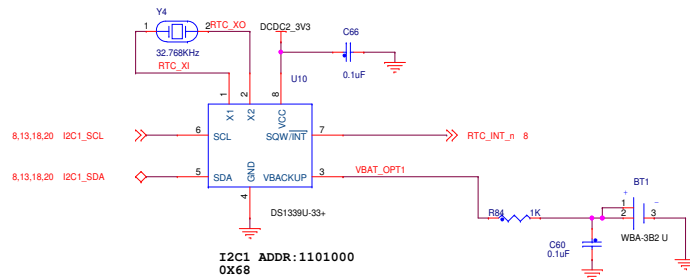 Y4
1
2
RTC_XO
32.768KHz
RTC_XI
DCDC2_3V3
C66
0.1uF
U10
1
2
8
X1
X2
VCC
8,13,18,20 I2C1_SCL
6
SCL
SQW/INT
7
RTC_INT_n 8
8,13,18,20 I2C1_SDA
5
SDA
GND
VBACKUP
3
VBAT_OPT1
4
DS1339U-33+
R84
1K
BT1
+
-
1
2
3
WBA-3B2 U
C60
0.1uF
I2C1 ADDR:1101000
0X68